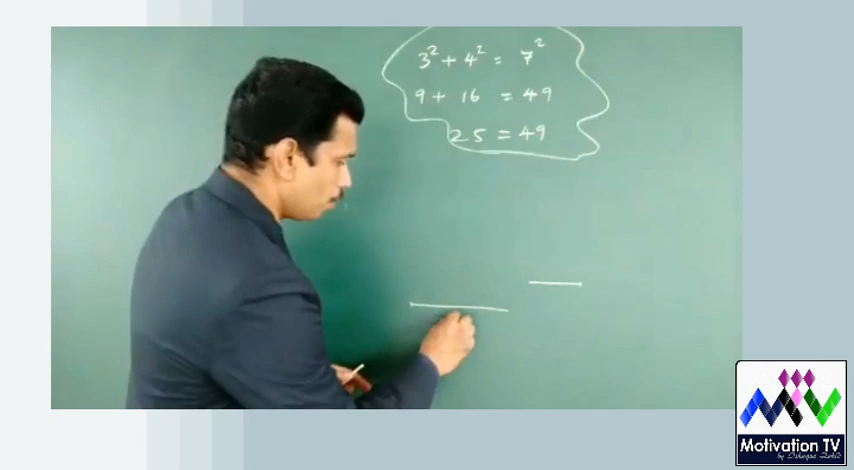 3² + 4² = 7²
9 + 16 = 49
25 = 49
Motivation TV